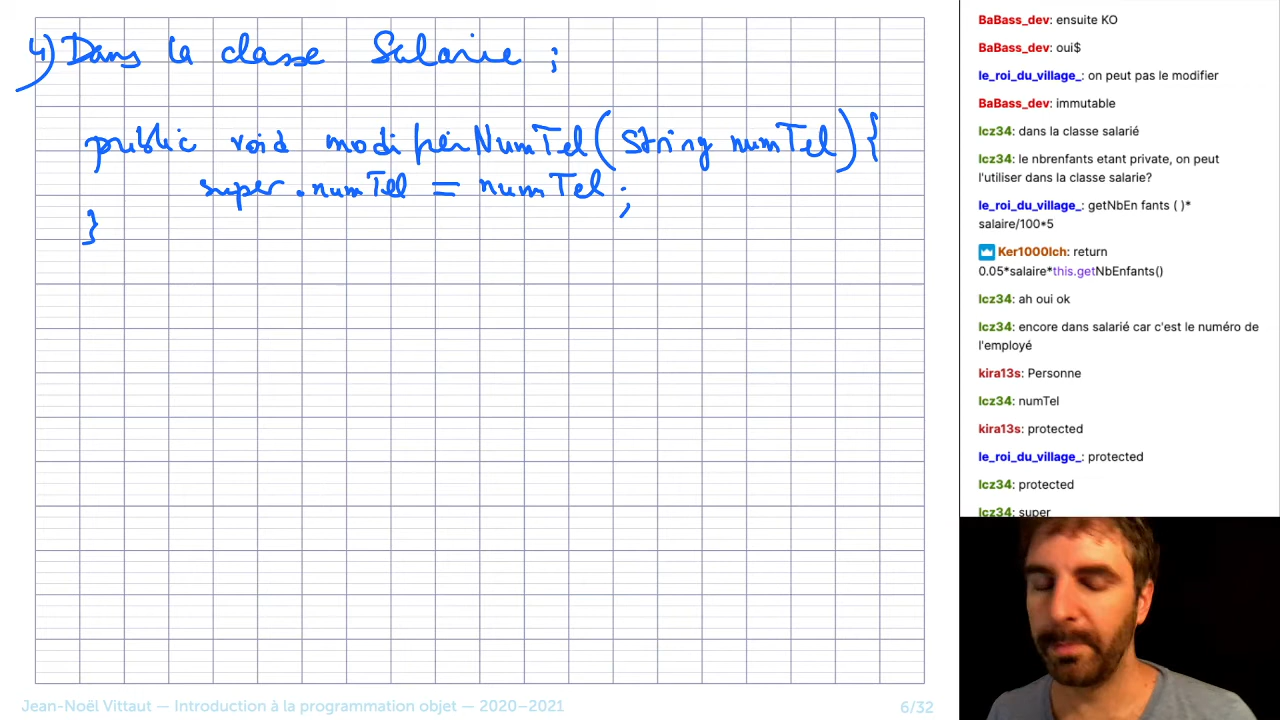 4) Dans la classe Salarie :
public void modifierNumTel(String numTel){
super.numTel = numTel;
}
Jean-Noël Vittaut — Introduction à la programmation objet — 2020–2021
6/32
BaBass_dev: ensuite KO
BaBass_dev: oui$
le_roi_du_village_: on peut pas le modifier
BaBass_dev: immutable
lcz34: dans la classe salarié
lcz34: le nbrenfants etant private, on peut
l'utiliser dans la classe salarie?
le_roi_du_village_: getNbEn fants ( )*
salaire/100*5
Ker1000lch: return
0.05*salaire*this.getNbEnfants()
lcz34: ah oui ok
lcz34: encore dans salarié car c'est le numéro de
l'employé
kira13s: Personne
lcz34: numTel
kira13s: protected
le_roi_du_village_: protected
lcz34: protected
lcz34: super